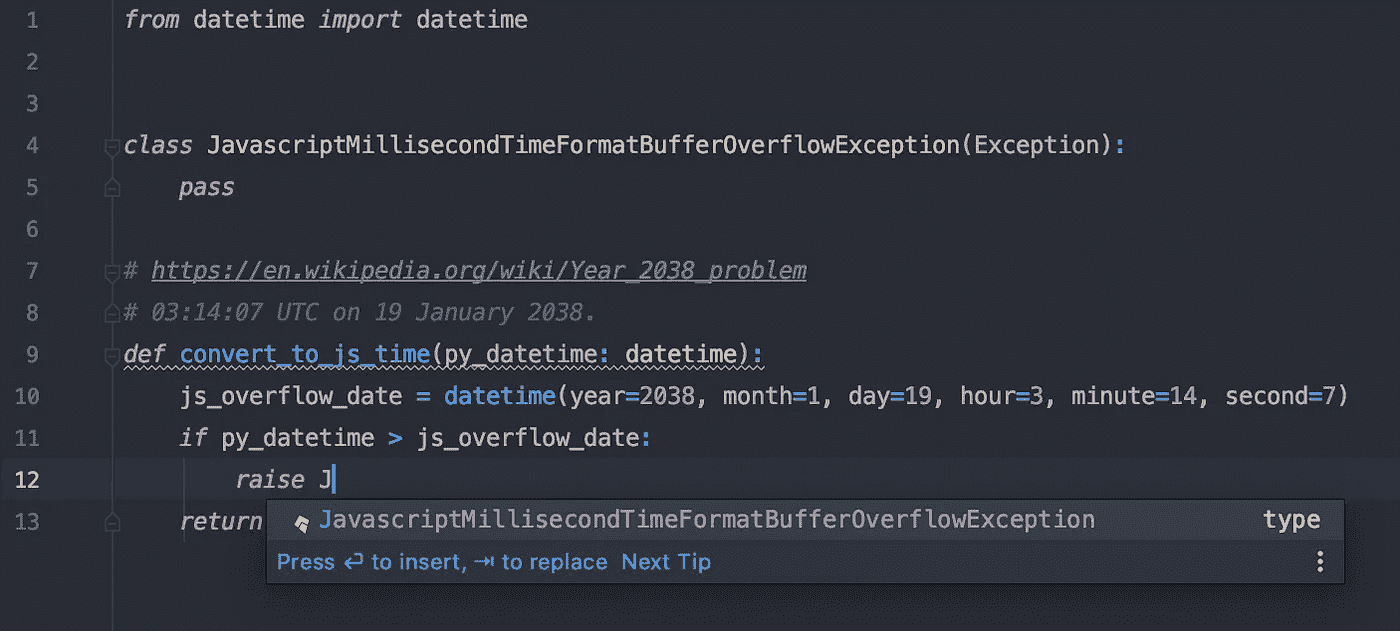 1 from datetime import datetime
2
3
4 class JavascriptMillisecondTimeFormatBufferOverflowException(Exception):
5     pass
6
7 # https://en.wikipedia.org/wiki/Year_2038_problem
8 # 03:14:07 UTC on 19 January 2038.
9 def convert_to_js_time(py_datetime: datetime):
10     js_overflow_date = datetime(year=2038, month=1, day=19, hour=3, minute=14, second=7)
11     if py_datetime > js_overflow_date:
12         raise J
JavascriptMillisecondTimeFormatBufferOverflowException type
13     return
Press ↩ to insert, ⇥ to replace Next Tip